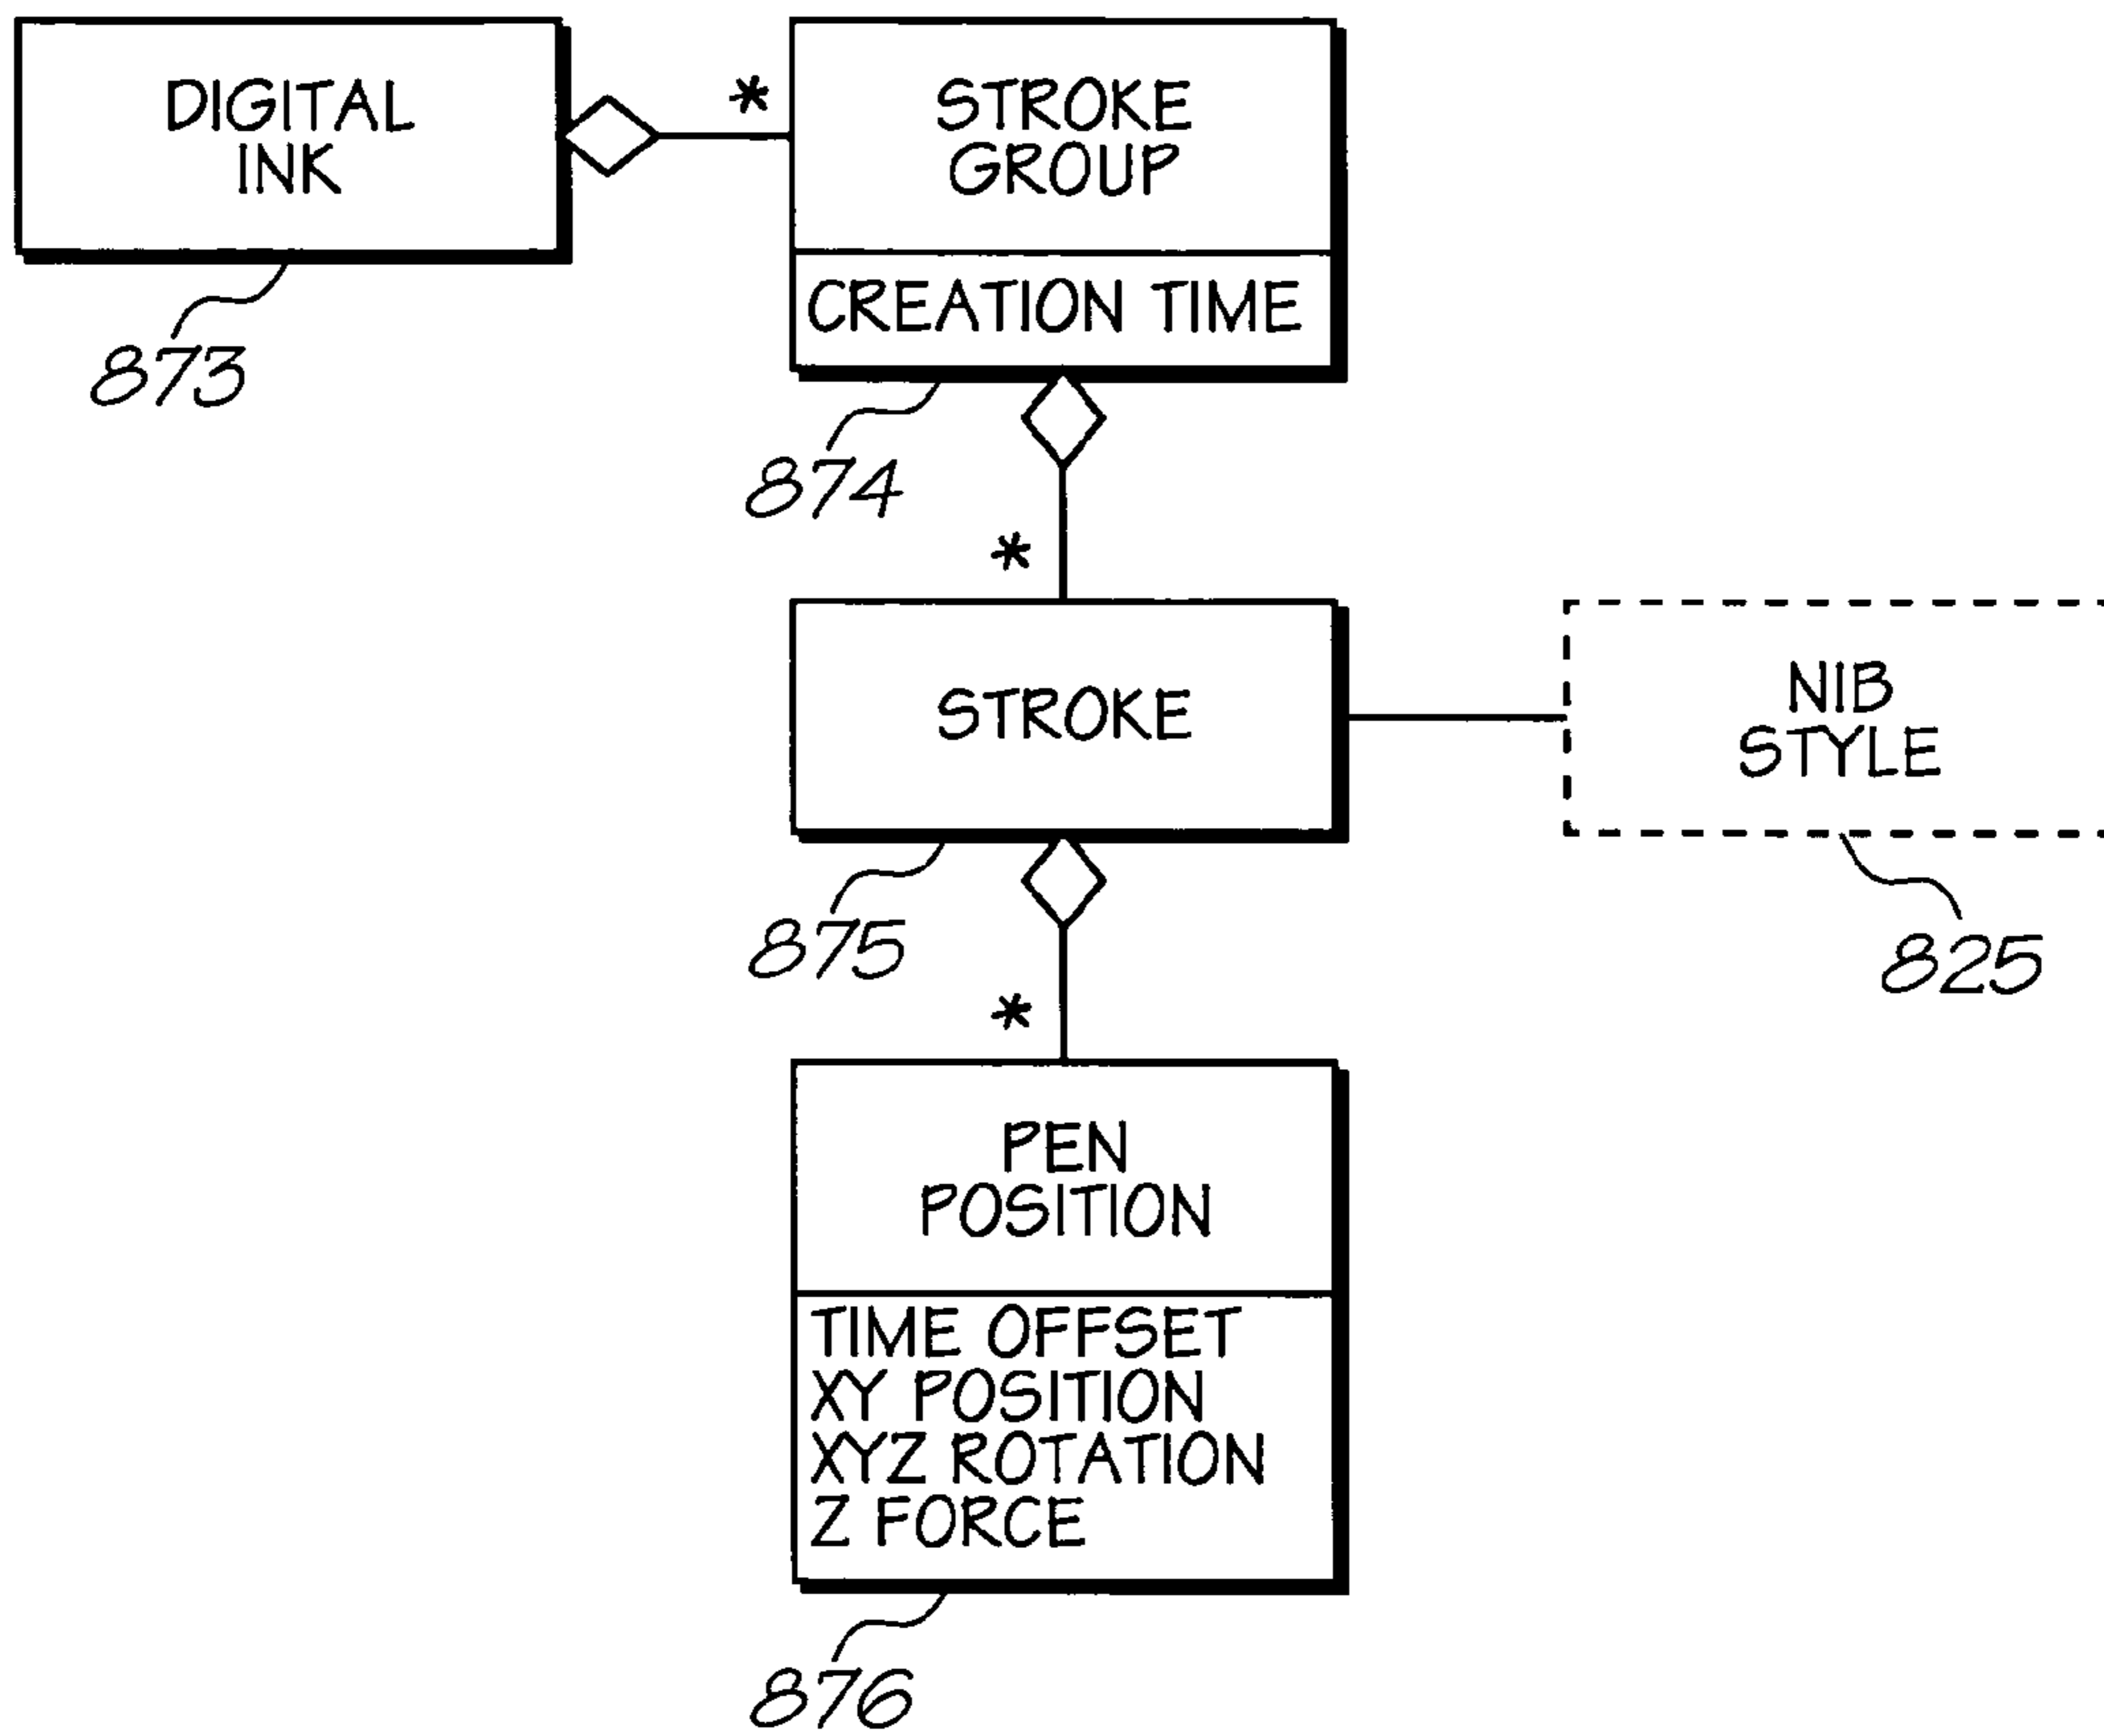 DIGITAL
INK
*
STROKE
GROUP
CREATION TIME
873
874
*
STROKE
NIB
STYLE
875
825
*
PEN
POSITION
TIME OFFSET
XY POSITION
XYZ ROTATION
Z FORCE
876